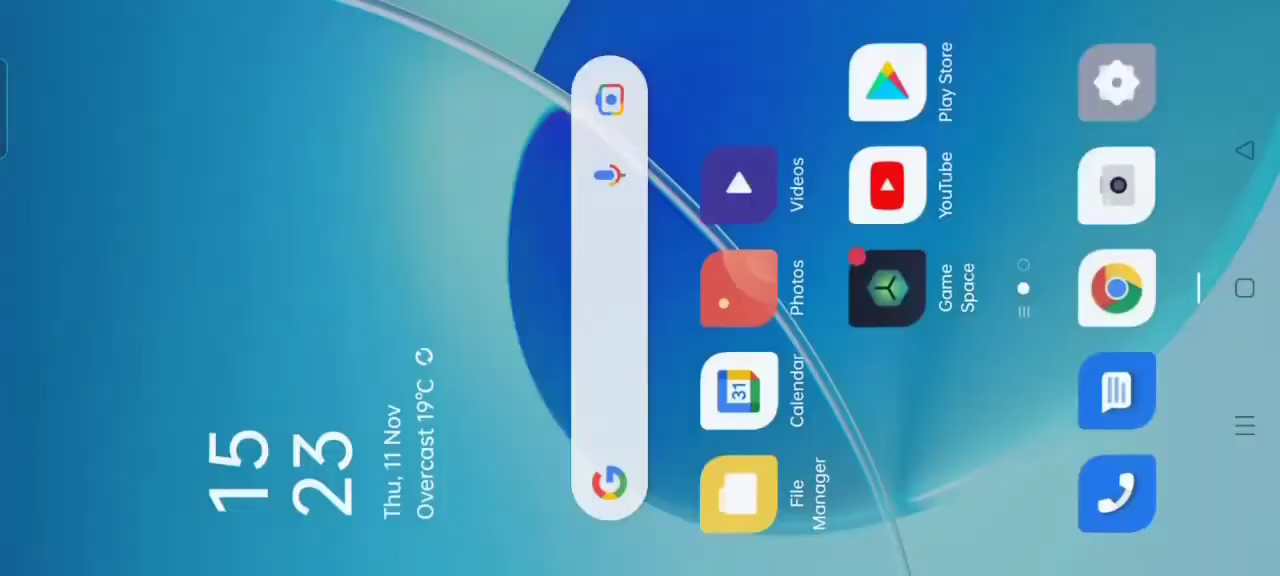 15
23
Thu, 11 Nov
Overcast 19°C
File
Manager
Calendar
31
Photos
Videos
Game
Space
YouTube
Play Store